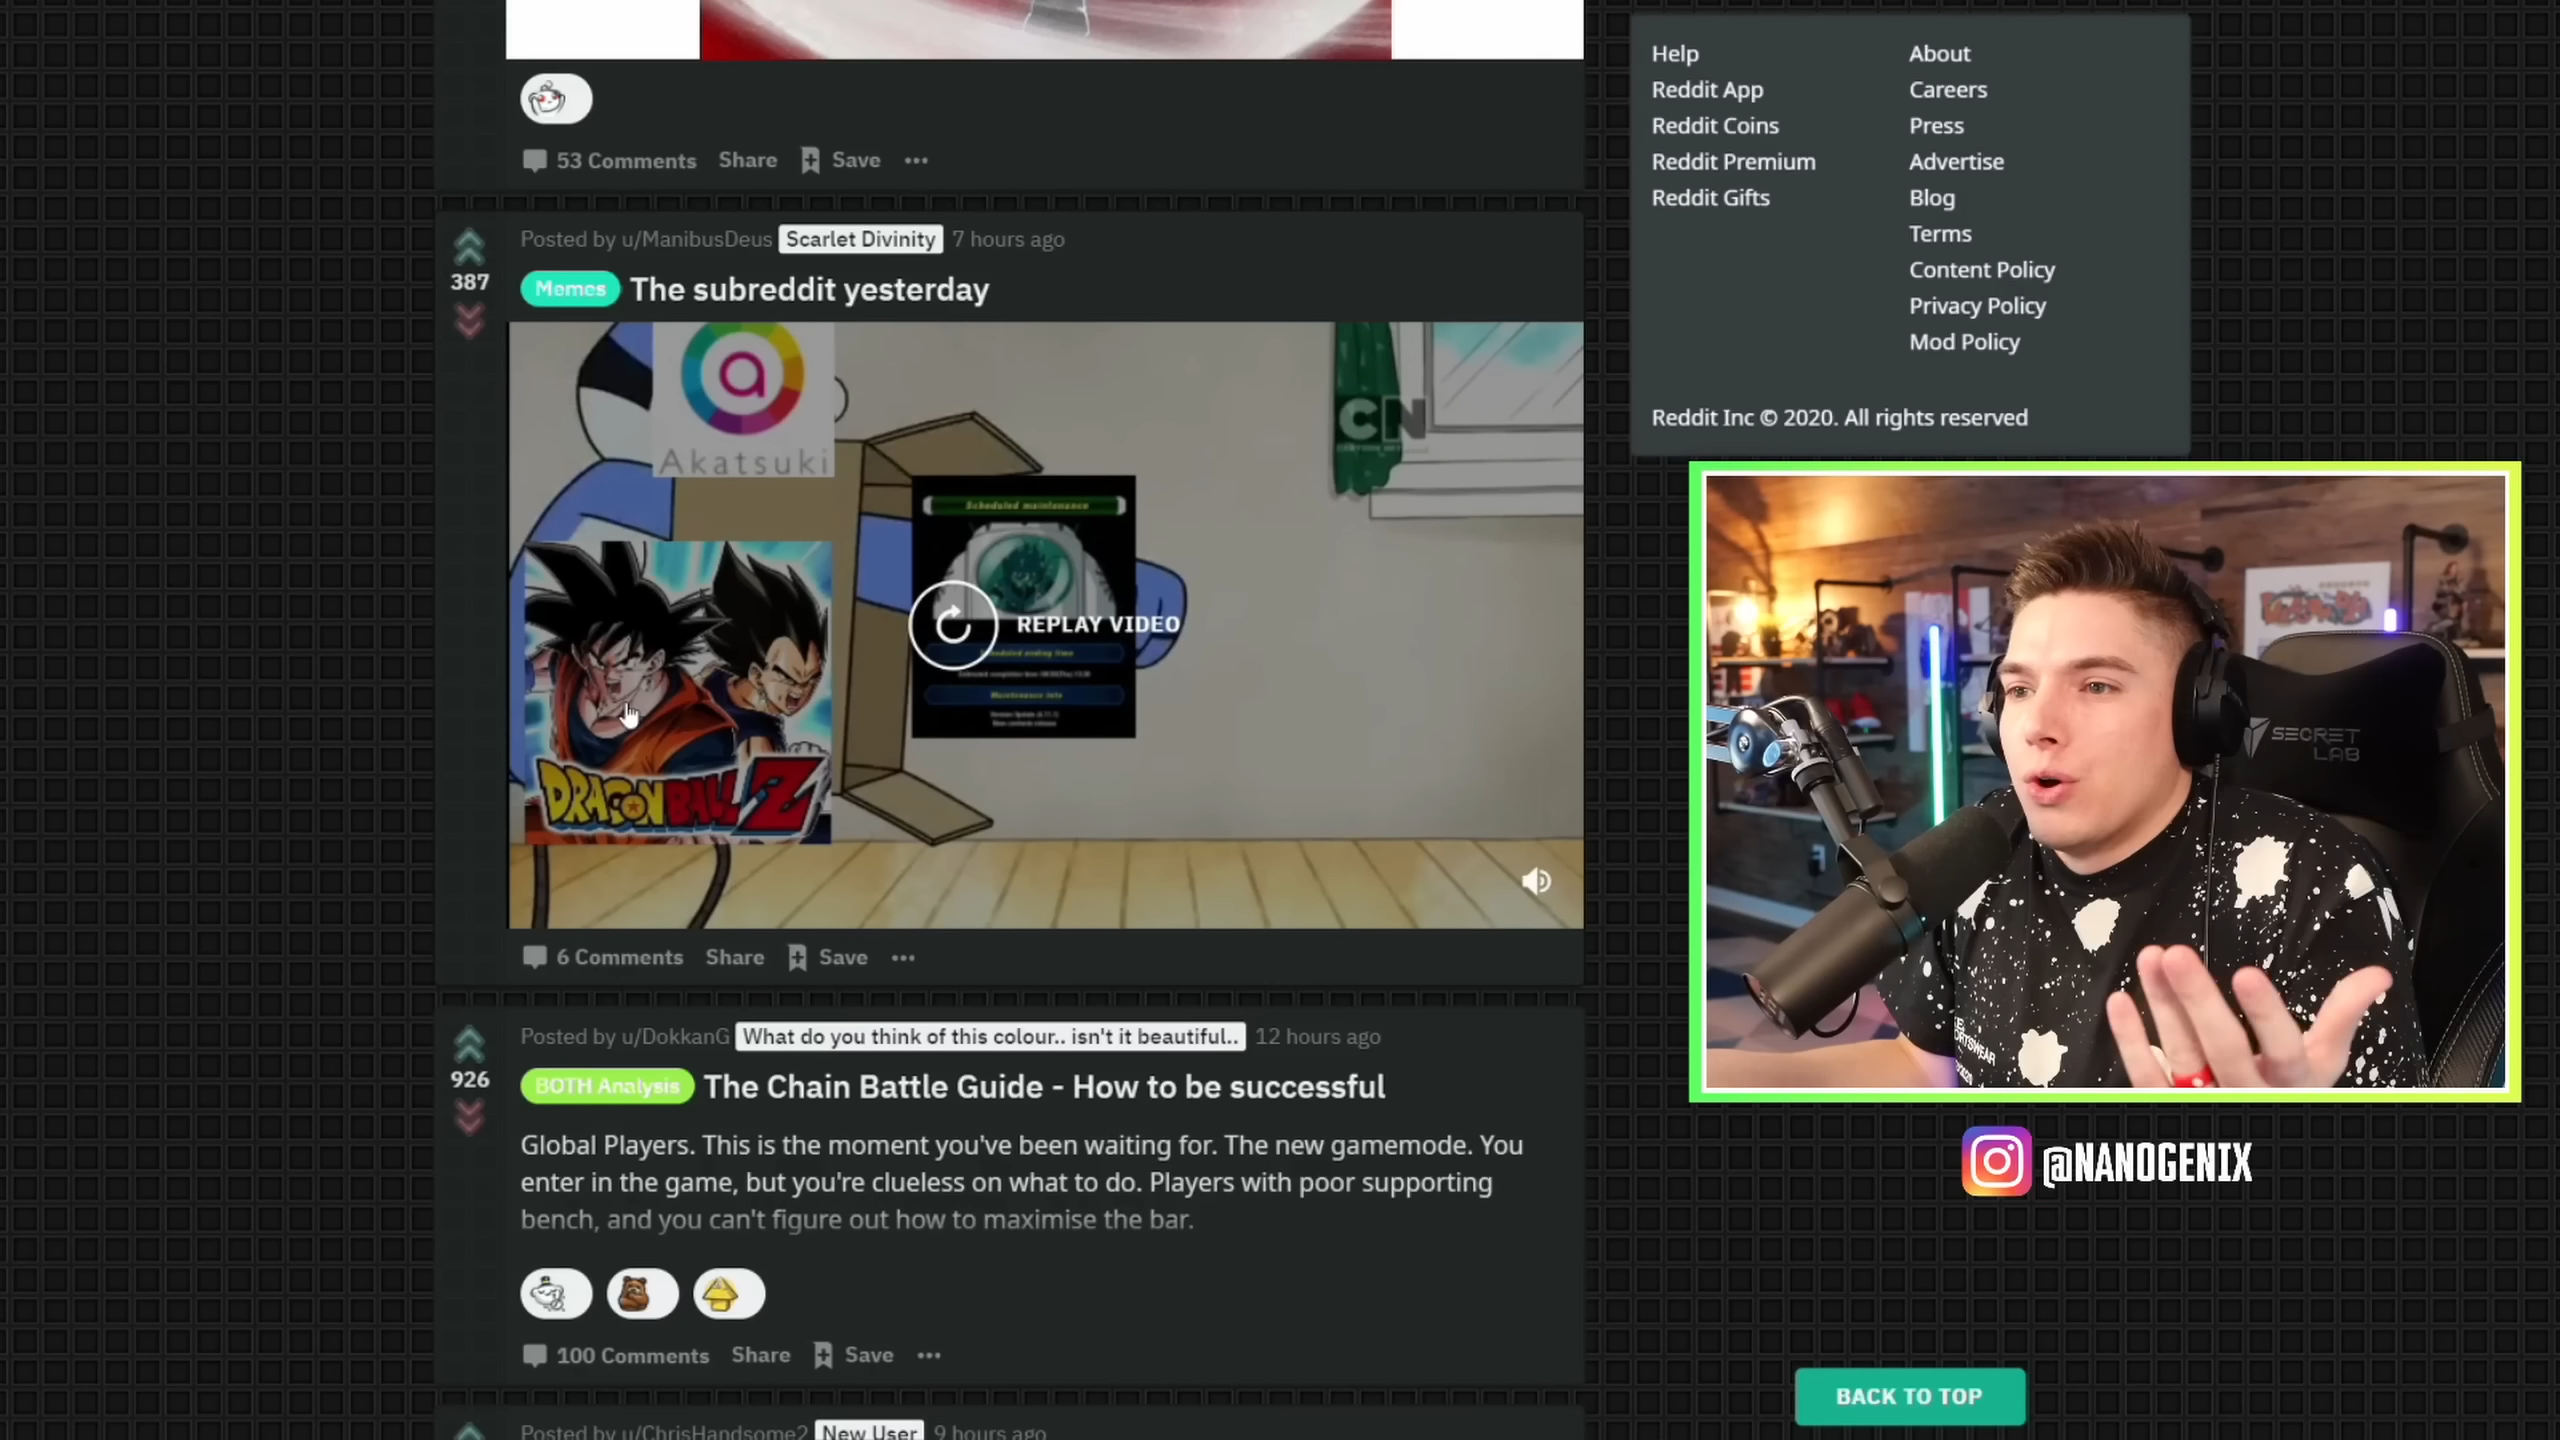 53 Comments Share Save
Posted by u/ManibusDeus Scarlet Divinity 7 hours ago
387
Memes The subreddit yesterday
Akatsuki
CN
Scheduled maintenance
REPLAY VIDEO
Scheduled ending time
Maintenance info
DRAGON BALL Z
6 Comments Share Save
Posted by u/DokkanG What do you think of this colour.. isn't it beautiful.. 12 hours ago
926
BOTH Analysis The Chain Battle Guide - How to be successful
Global Players. This is the moment you've been waiting for. The new gamemode. You
enter in the game, but you're clueless on what to do. Players with poor supporting
bench, and you can't figure out how to maximise the bar.
100 Comments Share Save
Posted by u/ChrisHandsome2 New User 9 hours ago
Help
Reddit App
Reddit Coins
Reddit Premium
Reddit Gifts
About
Careers
Press
Advertise
Blog
Terms
Content Policy
Privacy Policy
Mod Policy
Reddit Inc © 2020. All rights reserved
SECRET
LAB
@NANOGENIX
BACK TO TOP